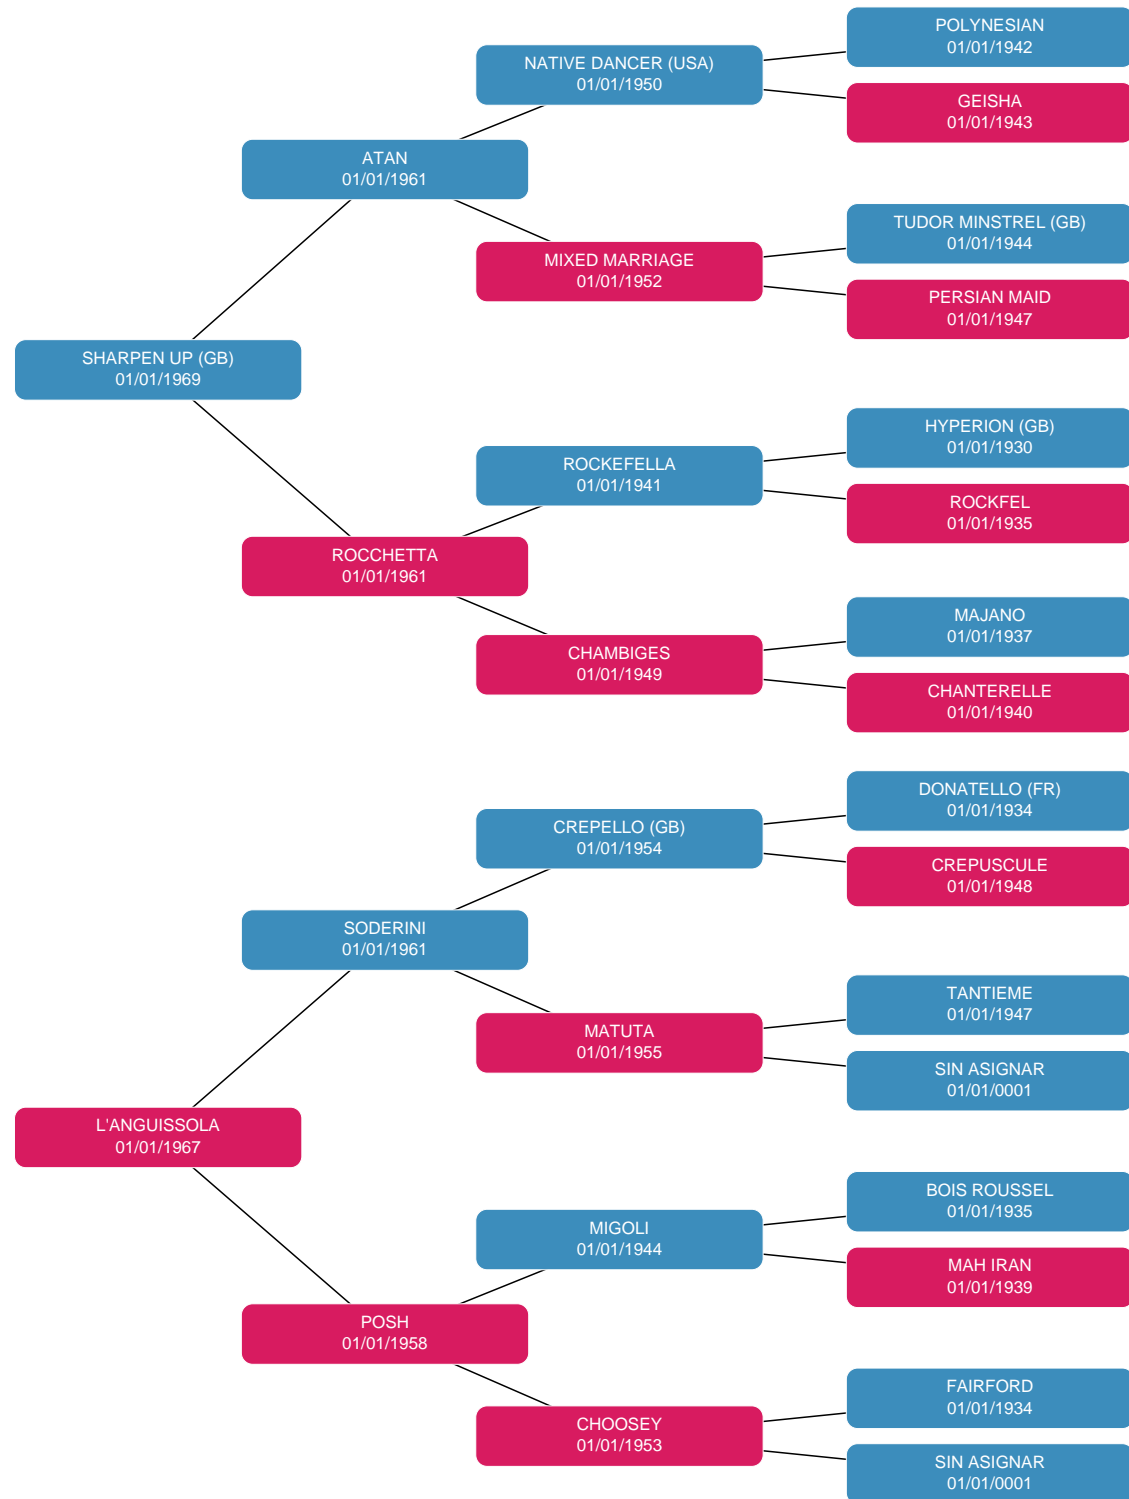 POLYNESIAN
01/01/1942
NATIVE DANCER (USA)
01/01/1950
GEISHA
01/01/1943
ATAN
01/01/1961
TUDOR MINSTREL (GB)
01/01/1944
MIXED MARRIAGE
01/01/1952
PERSIAN MAID
01/01/1947
SHARPEN UP (GB)
01/01/1969
HYPERION (GB)
01/01/1930
ROCKEFELLA
01/01/1941
ROCKFEL
01/01/1935
ROCCHETTA
01/01/1961
MAJANO
01/01/1937
CHAMBIGES
01/01/1949
CHANTERELLE
01/01/1940
DONATELLO (FR)
01/01/1934
CREPELLO (GB)
01/01/1954
CREPUSCULE
01/01/1948
SODERINI
01/01/1961
TANTIEME
01/01/1947
MATUTA
01/01/1955
SIN ASIGNAR
01/01/0001
L'ANGUISSOLA
01/01/1967
BOIS ROUSSEL
01/01/1935
MIGOLI
01/01/1944
MAH IRAN
01/01/1939
POSH
01/01/1958
FAIRFORD
01/01/1934
CHOOSEY
01/01/1953
SIN ASIGNAR
01/01/0001